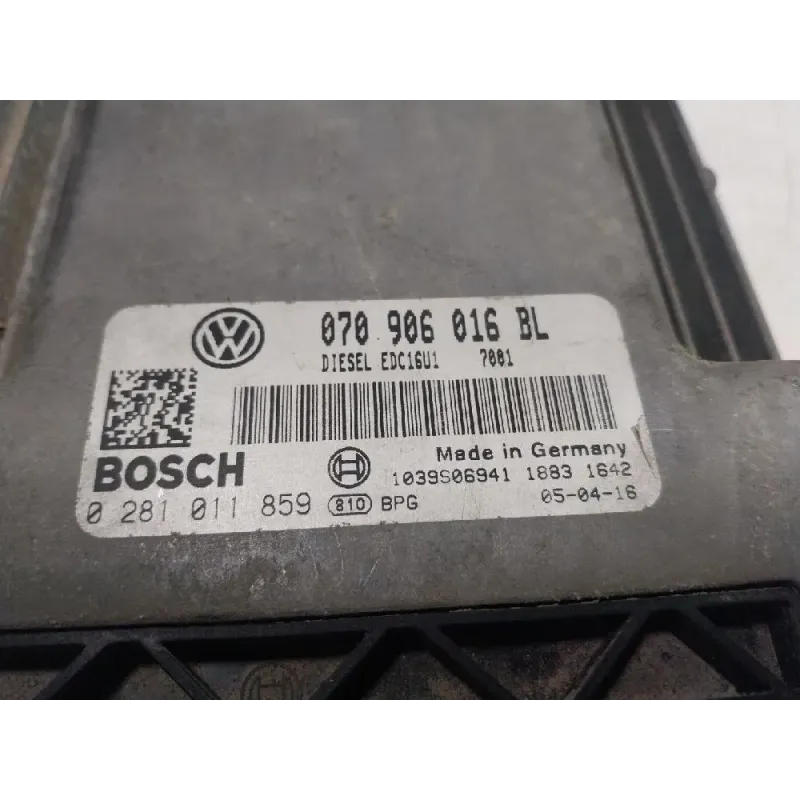 070 906 016 BL
DIESEL EDC16U1 7081
Made in Germany
BOSCH
1039S06941 1883 1642
0 281 011 859 810 BPG
05-04-16